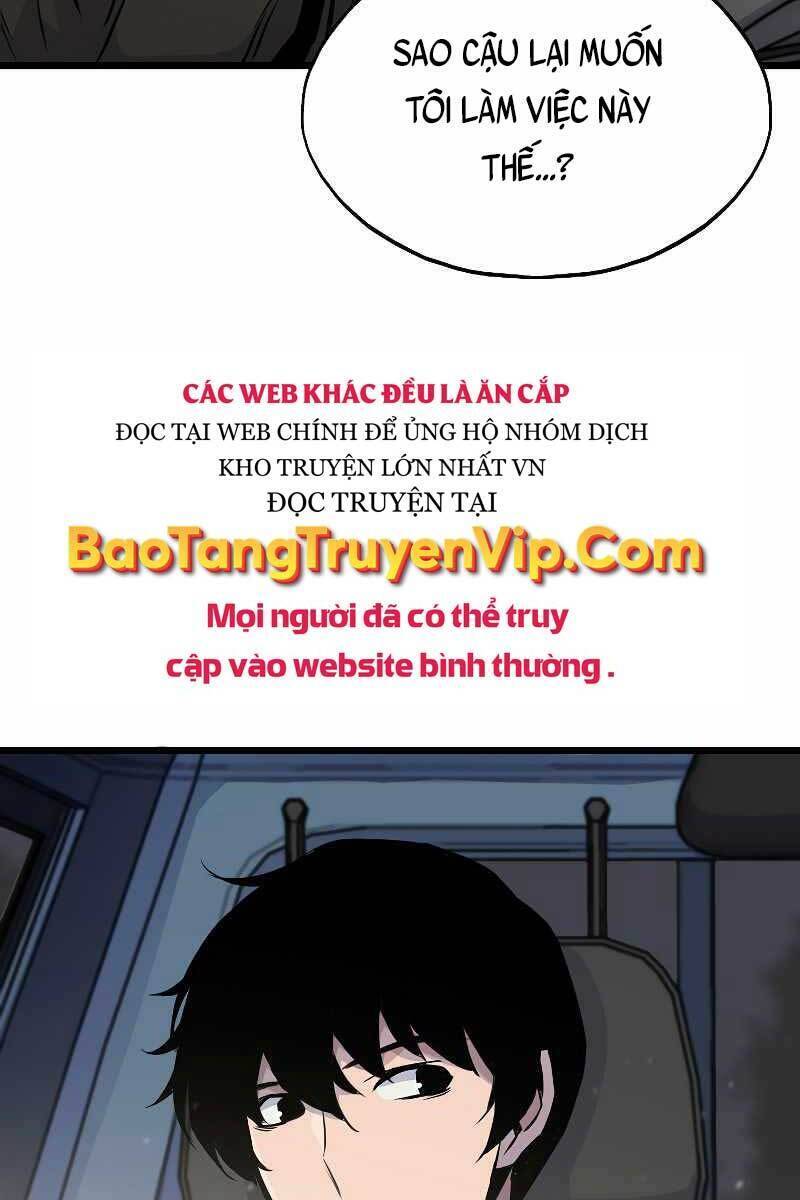 SAO CẬU LẠI MUỐN
TÔI LÀM VIỆC NÀY
THẾ...?
CÁC WEB KHÁC ĐỀU LÀ ĂN CẮP
ĐỌC TẠI WEB CHÍNH ĐỂ ỦNG HỘ NHÓM DỊCH
KHO TRUYỆN LỚN NHẤT VN
ĐỌC TRUYỆN TẠI
BaoTangTruyenVip.Com
Mọi người đã có thể truy
cập vào website bình thường.